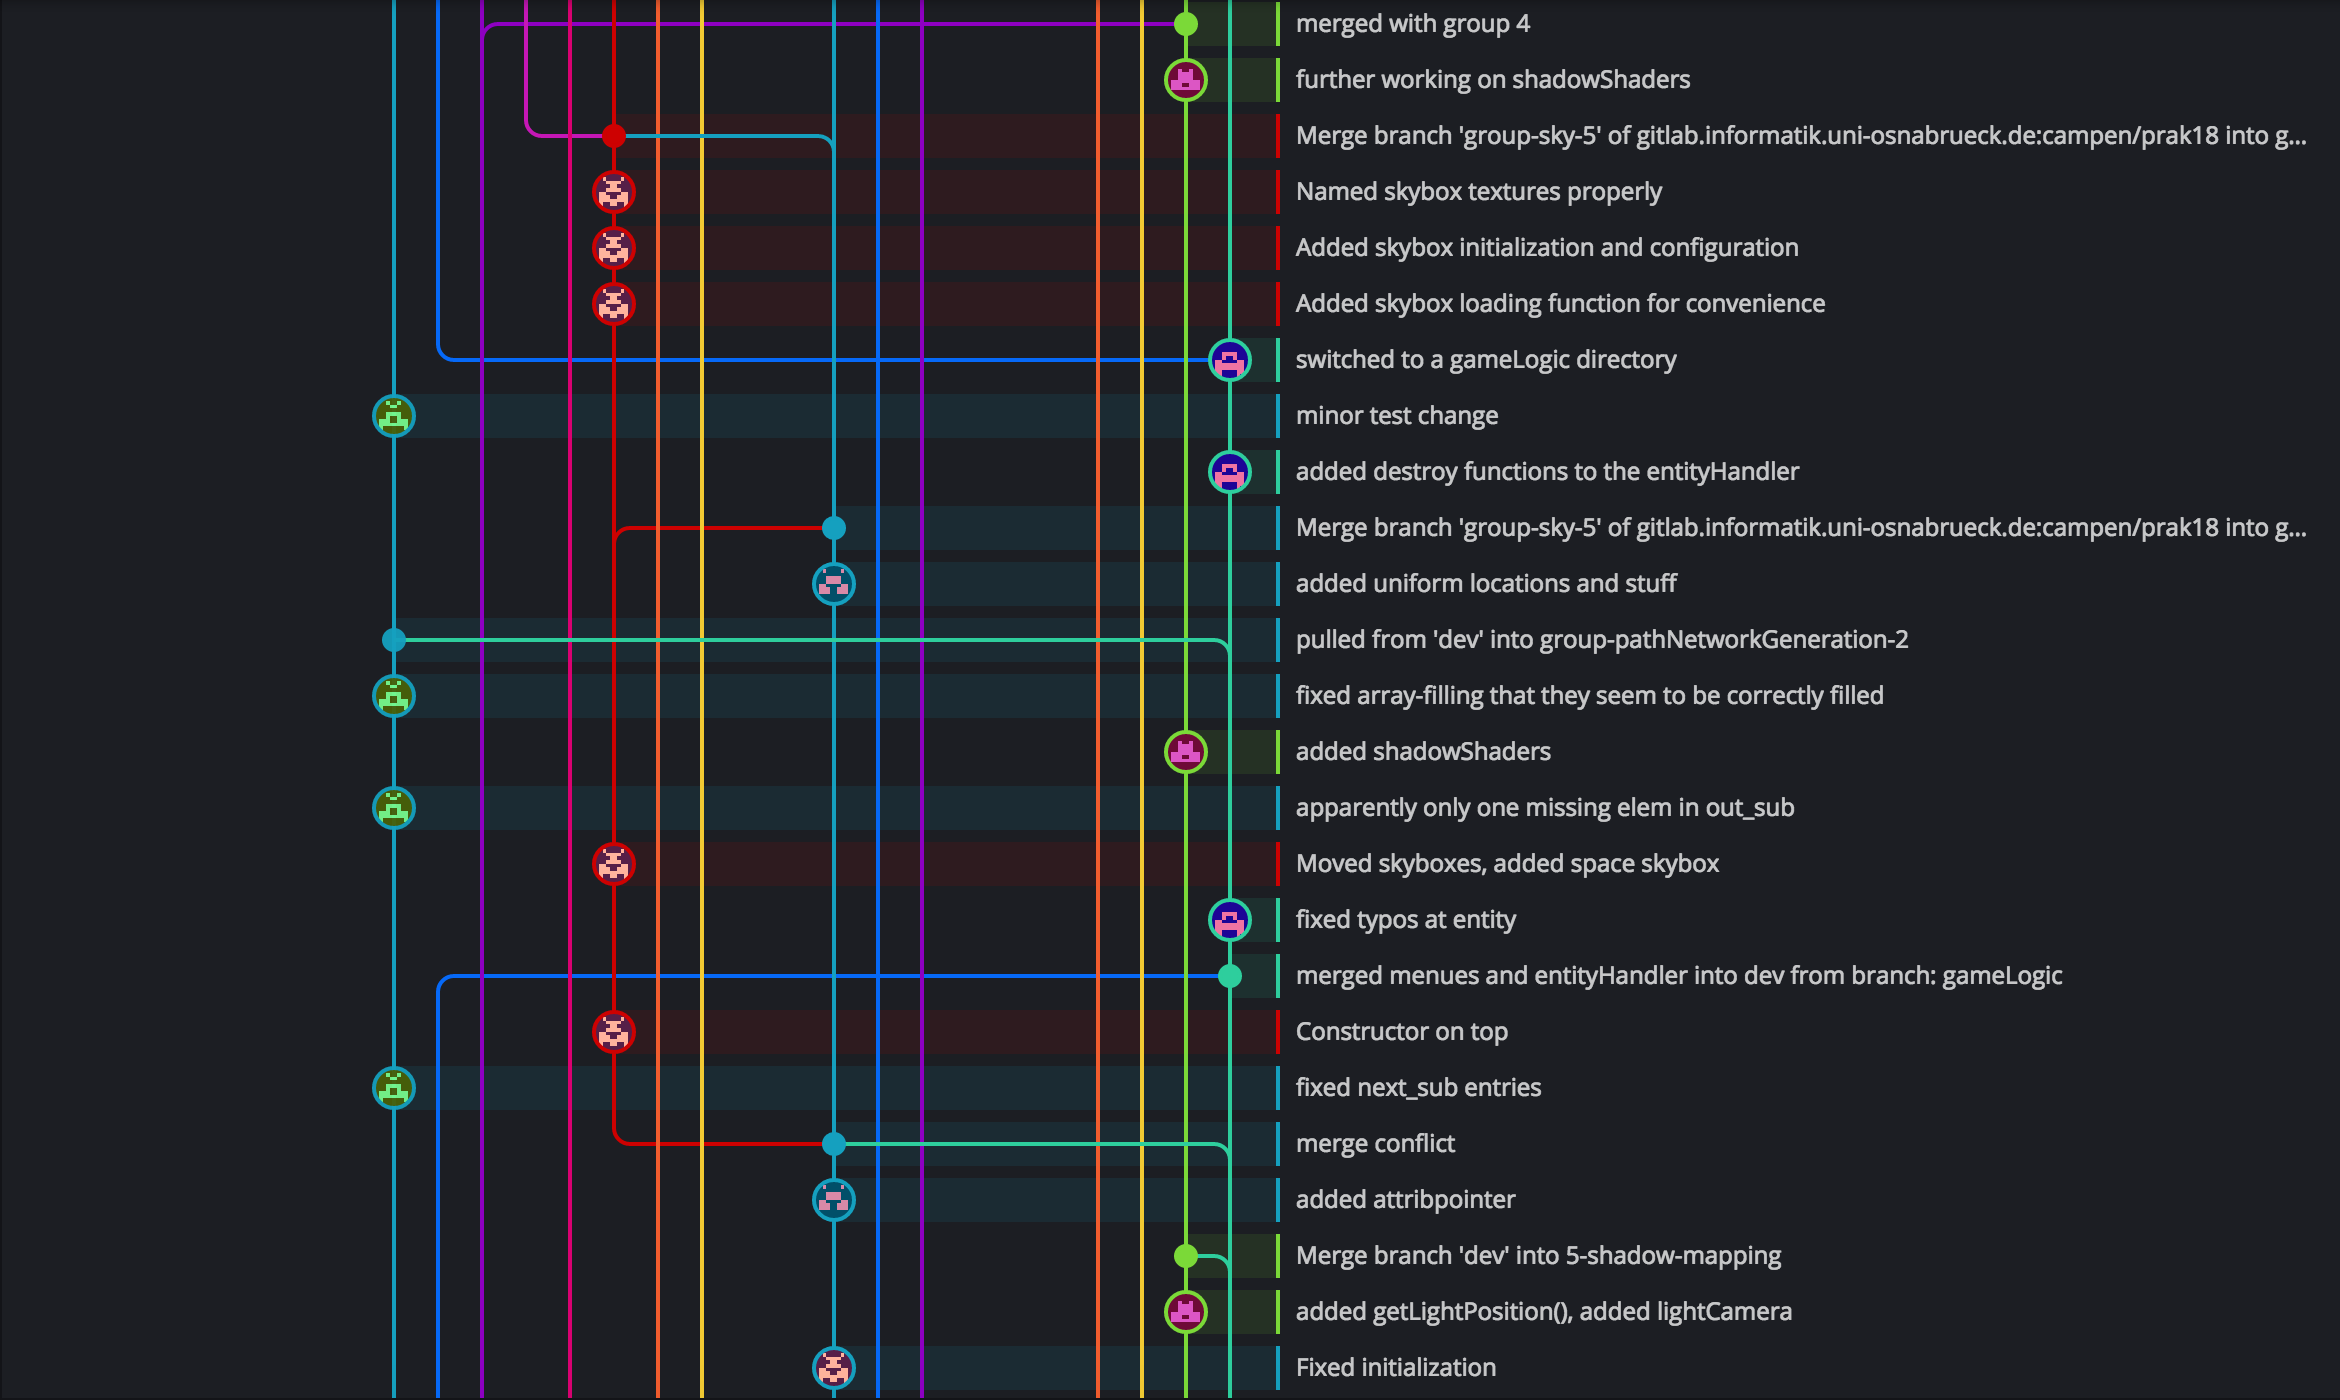 merged with group 4
further working on shadowShaders
Merge branch 'group-sky-5' of gitlab.informatik.uni-osnabrueck.de:campen/prak18 into g...
Named skybox textures properly
Added skybox initialization and configuration
Added skybox loading function for convenience
switched to a gameLogic directory
minor test change
added destroy functions to the entityHandler
Merge branch 'group-sky-5' of gitlab.informatik.uni-osnabrueck.de:campen/prak18 into g...
added uniform locations and stuff
pulled from 'dev' into group-pathNetworkGeneration-2
fixed array-filling that they seem to be correctly filled
added shadowShaders
apparently only one missing elem in out_sub
Moved skyboxes, added space skybox
fixed typos at entity
merged menues and entityHandler into dev from branch: gameLogic
Constructor on top
fixed next_sub entries
merge conflict
added attribpointer
Merge branch 'dev' into 5-shadow-mapping
added getLightPosition(), added lightCamera
Fixed initialization